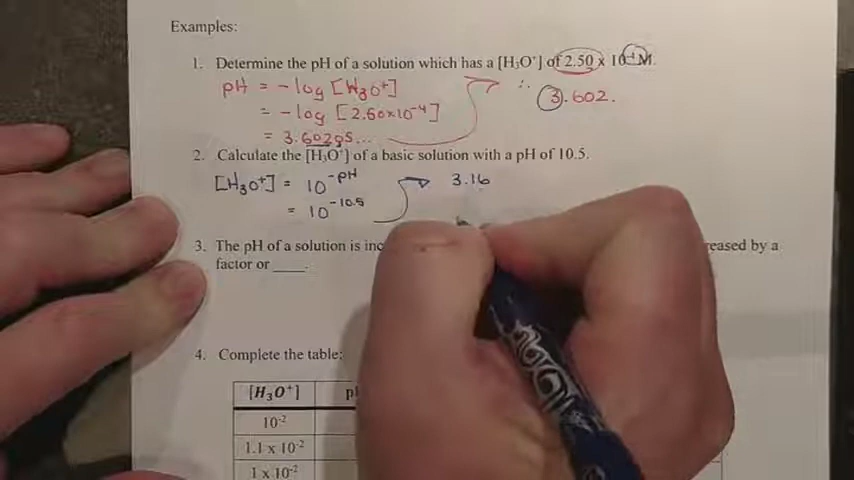 Examples:
1. Determine the pH of a solution which has a [H₃O⁺] of 2.50 x 10⁻⁴ M.
pH = -log [H₃O⁺]
= -log [2.50×10⁻⁴]
= 3.60205...
∴ 3.602.
2. Calculate the [H₃O⁺] of a basic solution with a pH of 10.5.
[H₃O⁺] = 10⁻ᵖᴴ
= 10⁻¹⁰·⁵
3.16
3. The pH of a solution is reased by a
factor or ____.
4. Complete the table:
[H₃O⁺]
10⁻²
1.1 x 10⁻²
1 x 10⁻²